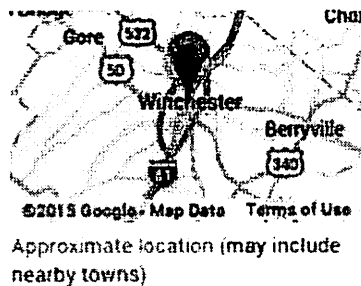 Gore 522
50
Winchester
Berryville
81 340
©2015 Google - Map Data Terms of Use
Approximate location (may include
nearby towns)